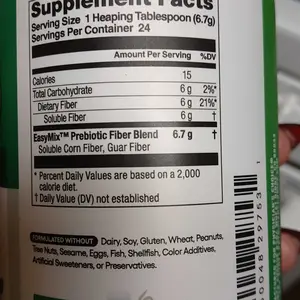 Supplement Facts
Serving Size 1 Heaping Tablespoon (6.7g)
Servings Per Container 24
Amount Per Serving %DV
Calories 15
Total Carbohydrate 6 g 2%*
Dietary Fiber 6 g 21%*
Soluble Fiber 6 g †
EasyMix™ Prebiotic Fiber Blend 6.7 g †
Soluble Corn Fiber, Guar Fiber
* Percent Daily Values are based on a 2,000
calorie diet.
† Daily Value (DV) not established
FORMULATED WITHOUT Dairy, Soy, Gluten, Wheat, Peanuts,
Tree Nuts, Sesame, Eggs, Fish, Shellfish, Color Additives,
Artificial Sweeteners, or Preservatives.
00048 29753 1